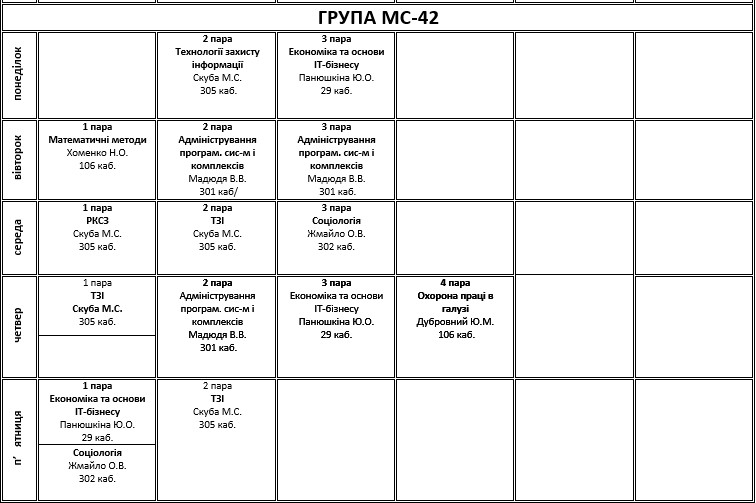 ГРУПА МС-42
понеділок
2 пара
Технології захисту
інформації
Скуба М.С.
305 каб.
3 пара
Економіка та основи
ІТ-бізнесу
Панюшкіна Ю.О.
29 каб.
вівторок
1 пара
Математичні методи
Хоменко Н.О.
106 каб.
2 пара
Адміністрування
програм. сис-м і
комплексів
Мадюдя В.В.
301 каб/
3 пара
Адміністрування
програм. сис-м і
комплексів
Мадюдя В.В.
301 каб.
середа
1 пара
РКСЗ
Скуба М.С.
305 каб.
2 пара
ТЗІ
Скуба М.С.
305 каб.
3 пара
Соціологія
Жмайло О.В.
302 каб.
четвер
1 пара
ТЗІ
Скуба М.С.
305 каб.
2 пара
Адміністрування
програм. сис-м і
комплексів
Мадюдя В.В.
301 каб.
3 пара
Економіка та основи
ІТ-бізнесу
Панюшкіна Ю.О.
29 каб.
4 пара
Охорона праці в
галузі
Дубровний Ю.М.
106 каб.
п’ ятниця
1 пара
Економіка та основи
ІТ-бізнесу
Панюшкіна Ю.О.
29 каб.
Соціологія
Жмайло О.В.
302 каб.
2 пара
ТЗІ
Скуба М.С.
305 каб.